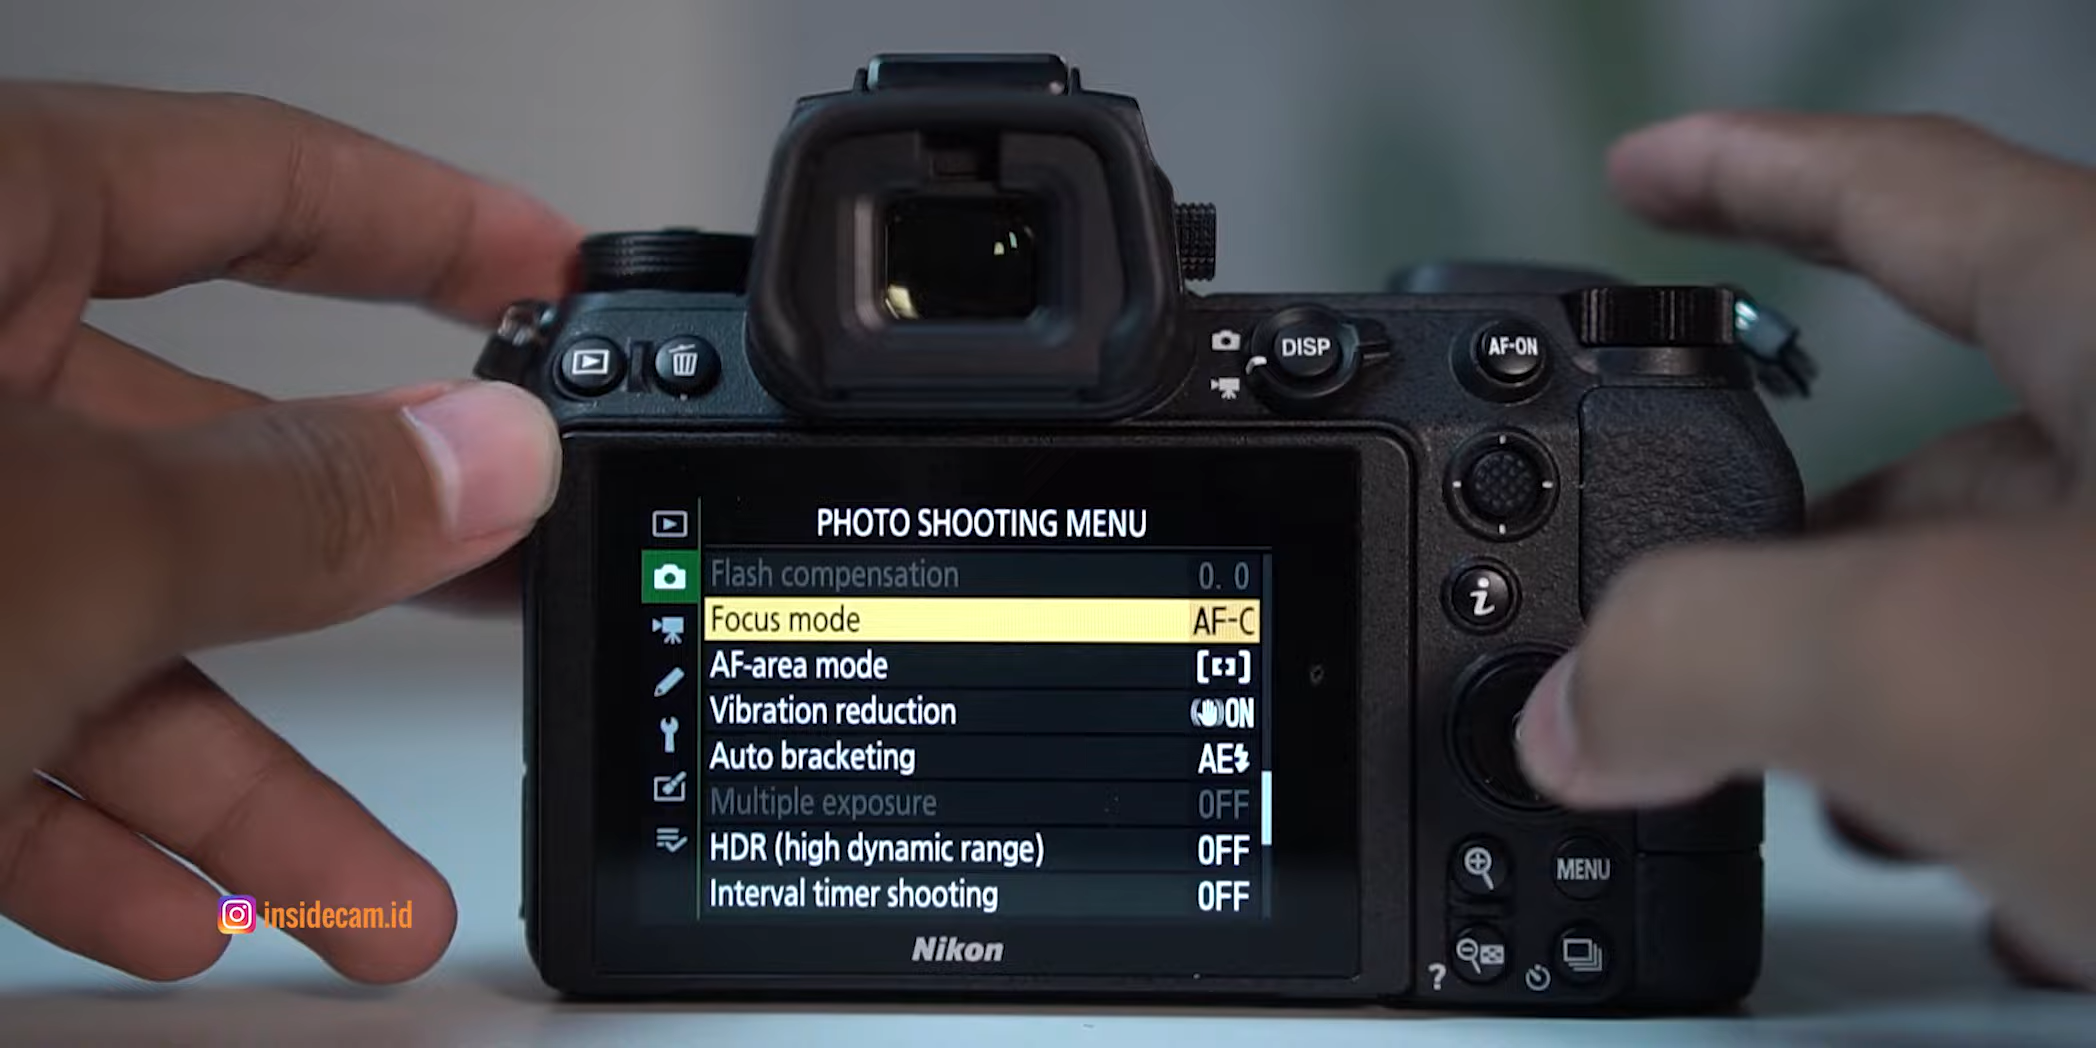 DISP
AF-ON
PHOTO SHOOTING MENU
Flash compensation 0. 0
Focus mode AF-C
AF-area mode
Vibration reduction ON
Auto bracketing AE
Multiple exposure OFF
HDR (high dynamic range) OFF
Interval timer shooting OFF
i
MENU
?
Nikon
insidecam.id